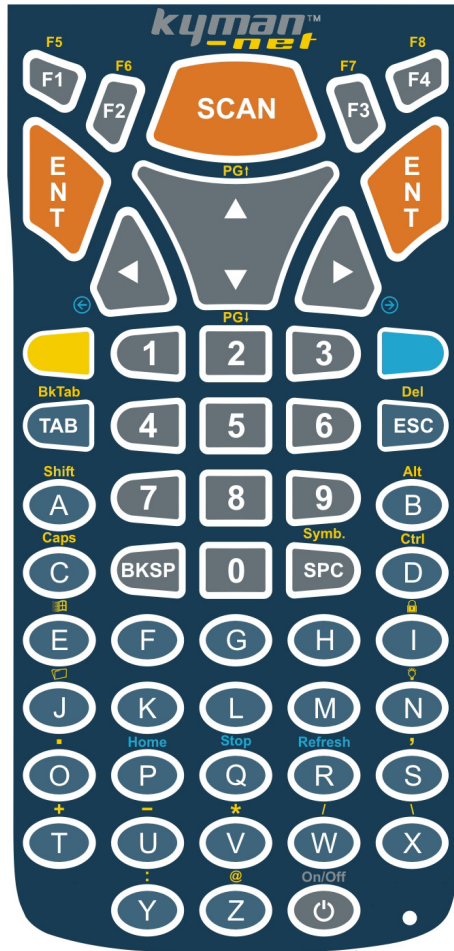 kyman™
-net
F5 F8
F1 F6 SCAN F7 F4
F2 F3
ENT PG↑ ENT
PG↓
1 2 3
BkTab Del
TAB 4 5 6 ESC
Shift Alt
A 7 8 9 B
Caps Symb. Ctrl
C BKSP 0 SPC D
E F G H I
J K L M N
. Home Stop Refresh ,
O P Q R S
+ - * / \
T U V W X
: @ On/Off
Y Z